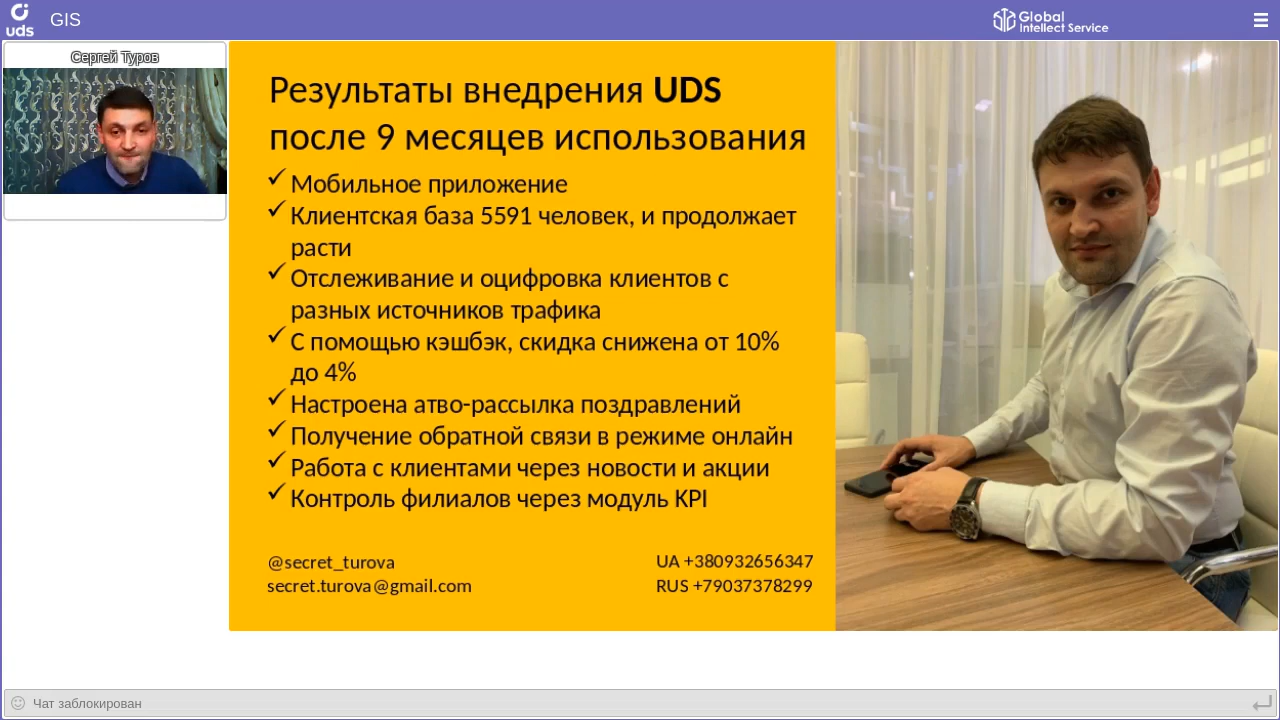 uds
GIS
Global
Intellect Service
Сергей Туров
Результаты внедрения UDS
после 9 месяцев использования
✓ Мобильное приложение
✓ Клиентская база 5591 человек, и продолжает
расти
✓ Отслеживание и оцифровка клиентов с
разных источников трафика
✓ С помощью кэшбэк, скидка снижена от 10%
до 4%
✓ Настроена атво-рассылка поздравлений
✓ Получение обратной связи в режиме онлайн
✓ Работа с клиентами через новости и акции
✓ Контроль филиалов через модуль KPI
@secret_turova
secret.turova@gmail.com
UA +380932656347
RUS +79037378299
Чат заблокирован